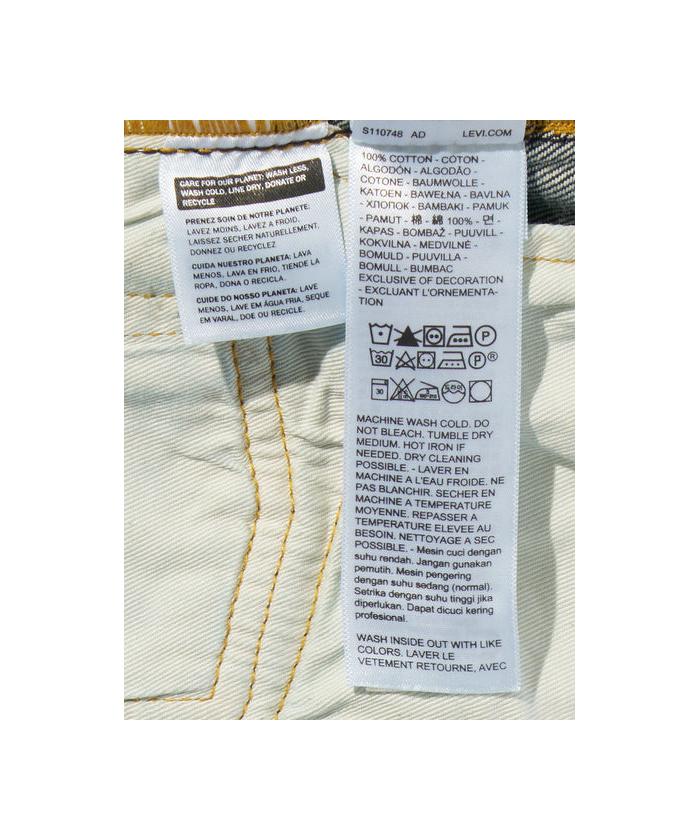 CARE FOR OUR PLANET: WASH LESS,
WASH COLD, LINE DRY, DONATE OR
RECYCLE
PRENEZ SOIN DE NOTRE PLANETE:
LAVEZ MOINS, LAVEZ A FROID,
LAISSEZ SECHER NATURELLEMENT,
DONNEZ OU RECYCLEZ
CUIDA NUESTRO PLANETA: LAVA
MENOS, LAVA EN FRIO, TIENDE LA
ROPA, DONA O RECICLA.
CUIDE DO NOSSO PLANETA: LAVE
MENOS, LAVE EM ÁGUA FRIA, SEQUE
EM VARAL, DOE OU RECICLE.
S110748 AD LEVI.COM
100% COTTON - COTON -
ALGODÓN - ALGODÃO -
COTONE - BAUMWOLLE -
KATOEN - BAWEŁNA - BAVLNA
- ХЛОПОК - BAMBAKI - PAMUK
- PAMUT - 棉 - 綿 100% - 면 -
KAPAS - BOMBAŽ - PUUVILL -
KOKVILNA - MEDVILNĖ -
BOMULD - PUUVILLA -
BOMULL - BUMBAC
EXCLUSIVE OF DECORATION
- EXCLUANT L'ORNEMENTA-
TION
P
30 P ®
30
MACHINE WASH COLD. DO
NOT BLEACH. TUMBLE DRY
MEDIUM. HOT IRON IF
NEEDED. DRY CLEANING
POSSIBLE. - LAVER EN
MACHINE A L'EAU FROIDE. NE
PAS BLANCHIR. SECHER EN
MACHINE A TEMPERATURE
MOYENNE. REPASSER A
TEMPERATURE ELEVEE AU
BESOIN. NETTOYAGE A SEC
POSSIBLE. - Mesin cuci dengan
suhu rendah. Jangan gunakan
pemutih. Mesin pengering
dengan suhu sedang (normal).
Setrika dengan suhu tinggi jika
diperlukan. Dapat dicuci kering
profesional.
WASH INSIDE OUT WITH LIKE
COLORS. LAVER LE
VETEMENT RETOURNE, AVEC